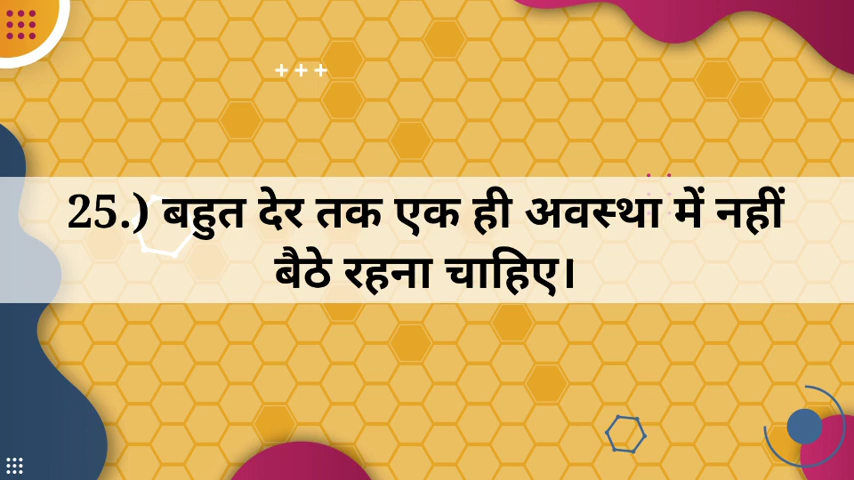 25.) बहुत देर तक एक ही अवस्था में नहीं
बैठे रहना चाहिए।